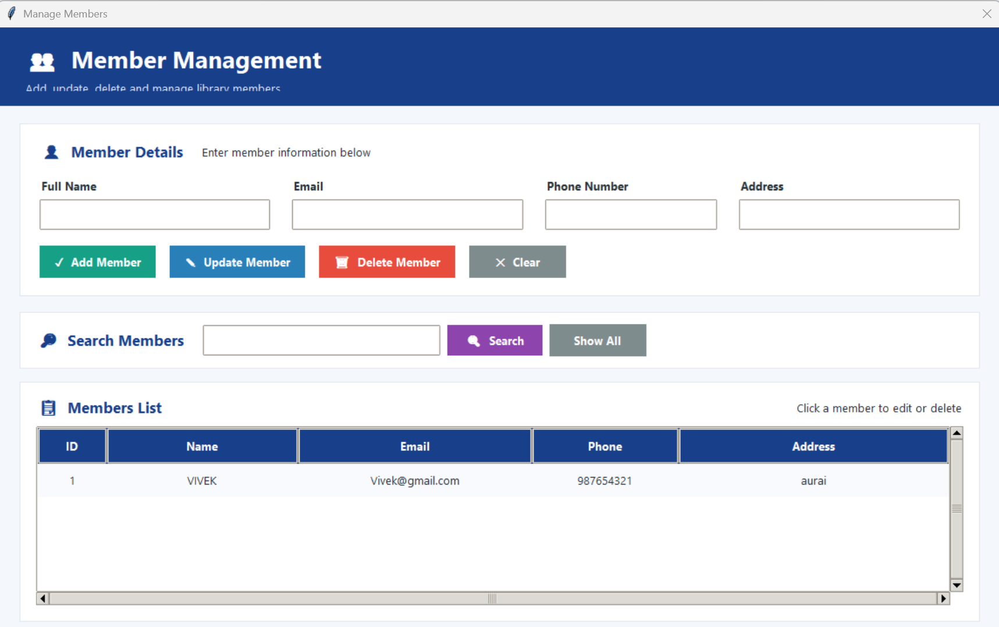 Manage Members
Member Management
Add, update, delete and manage library members
Member Details Enter member information below
Full Name Email Phone Number Address
✓ Add Member Update Member Delete Member ✕ Clear
Search Members Search Show All
Members List Click a member to edit or delete
ID Name Email Phone Address
1 VIVEK Vivek@gmail.com 987654321 aurai